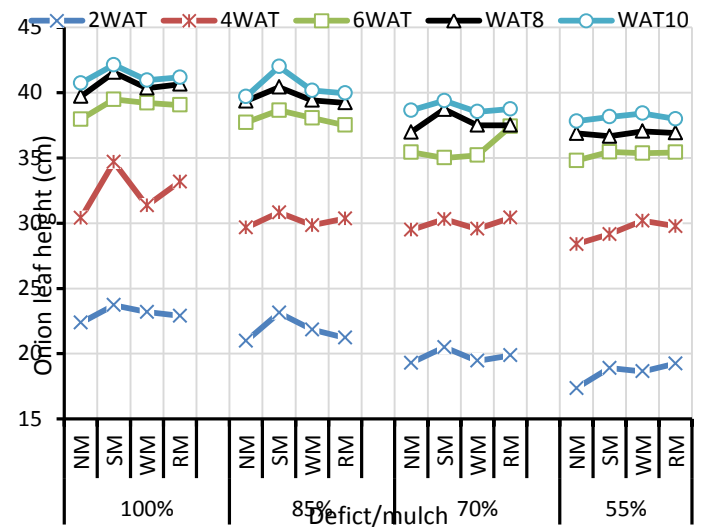 2WAT 4WAT 6WAT WAT8 WAT10
45
40
35
30
25
20
15
Onion leaf height (cm)
NM SM WM RM NM SM WM RM NM SM WM RM NM SM WM RM
100% 85% 70% 55%
Defict/mulch